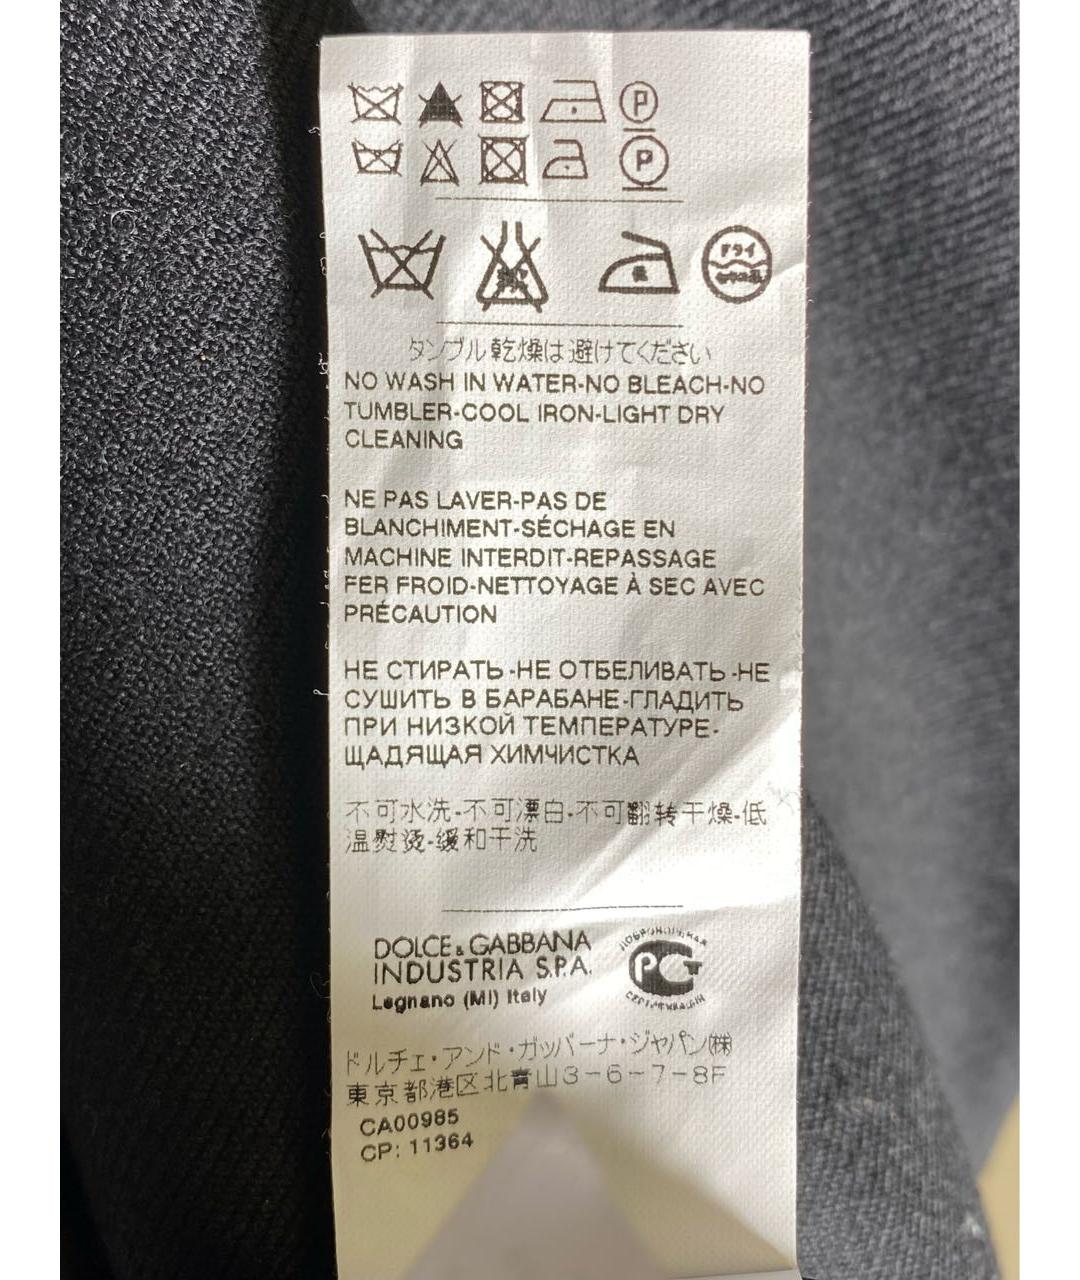 P
P
ドライ
タンブル乾燥は避けてください
NO WASH IN WATER-NO BLEACH-NO
TUMBLER-COOL IRON-LIGHT DRY
CLEANING
NE PAS LAVER-PAS DE
BLANCHIMENT-SÉCHAGE EN
MACHINE INTERDIT-REPASSAGE
FER FROID-NETTOYAGE À SEC AVEC
PRÉCAUTION
НЕ СТИРАТЬ-НЕ ОТБЕЛИВАТЬ-НЕ
СУШИТЬ В БАРАБАНЕ-ГЛАДИТЬ
ПРИ НИЗКОЙ ТЕМПЕРАТУРЕ-
ЩАДЯЩАЯ ХИМЧИСТКА
不可水洗-不可漂白-不可翻转干燥-低
温熨烫-缓和干洗
DOLCE & GABBANA
INDUSTRIA S.P.A.
Legnano (MI) Italy
ドルチェ・アンド・ガッバーナ・ジャパン㈱
東京都港区北青山3-6-7-8F
CA00985
CP: 11364